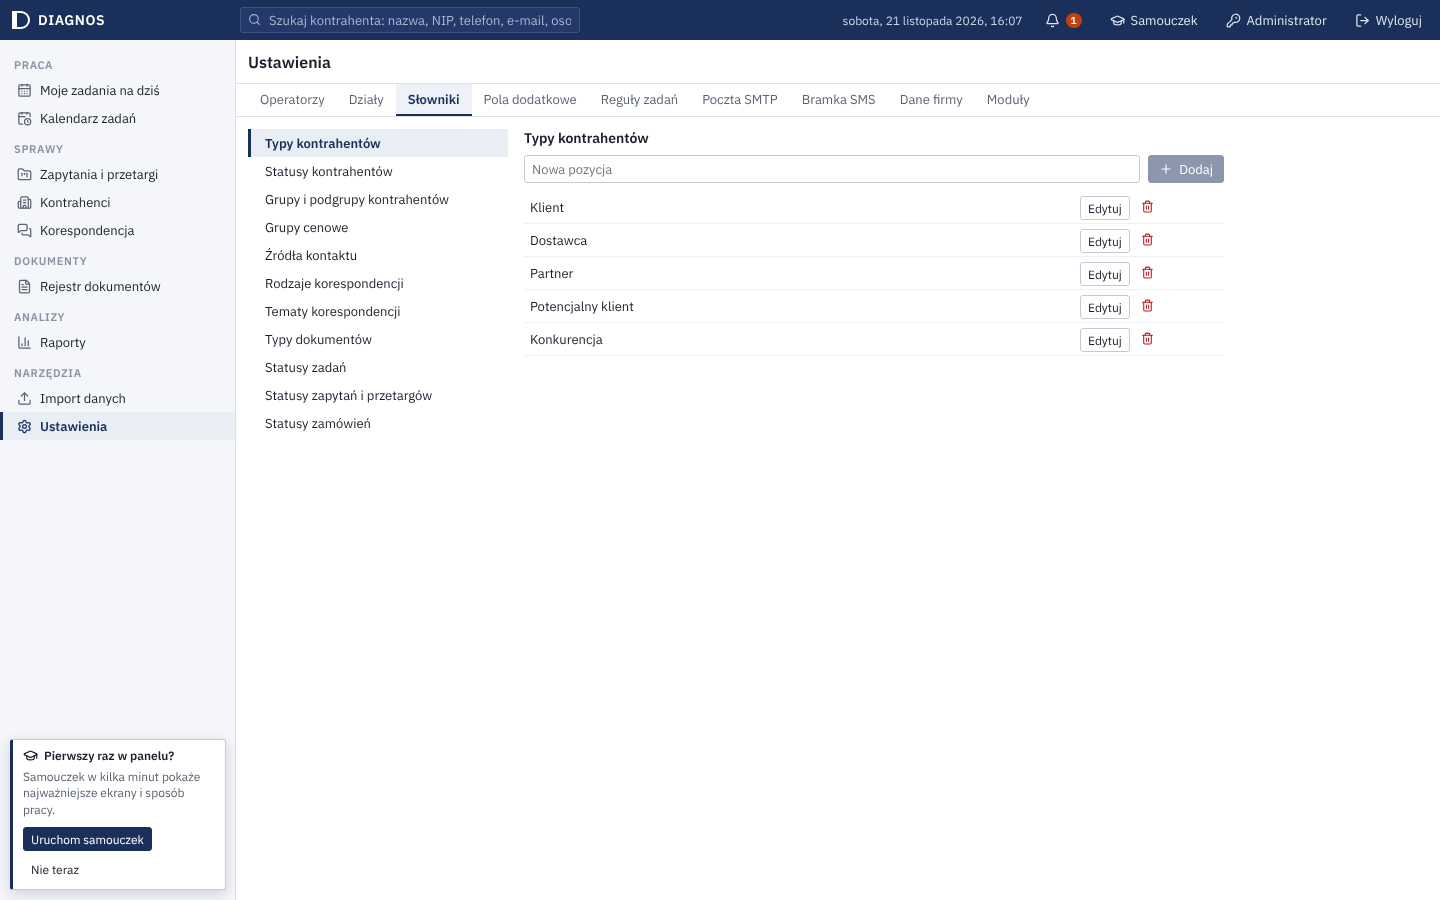 DIAGNOS
Szukaj kontrahenta: nazwa, NIP, telefon, e-mail, oso
sobota, 21 listopada 2026, 16:07
1
Samouczek
Administrator
Wyloguj
PRACA
Moje zadania na dziś
Kalendarz zadań
SPRAWY
Zapytania i przetargi
Kontrahenci
Korespondencja
DOKUMENTY
Rejestr dokumentów
ANALIZY
Raporty
NARZĘDZIA
Import danych
Ustawienia
Pierwszy raz w panelu?
Samouczek w kilka minut pokaże
najważniejsze ekrany i sposób
pracy.
Uruchom samouczek
Nie teraz
Ustawienia
Operatorzy
Działy
Słowniki
Pola dodatkowe
Reguły zadań
Poczta SMTP
Bramka SMS
Dane firmy
Moduły
Typy kontrahentów
Statusy kontrahentów
Grupy i podgrupy kontrahentów
Grupy cenowe
Źródła kontaktu
Rodzaje korespondencji
Tematy korespondencji
Typy dokumentów
Statusy zadań
Statusy zapytań i przetargów
Statusy zamówień
Typy kontrahentów
Nowa pozycja
Dodaj
Klient
Edytuj
Dostawca
Edytuj
Partner
Edytuj
Potencjalny klient
Edytuj
Konkurencja
Edytuj